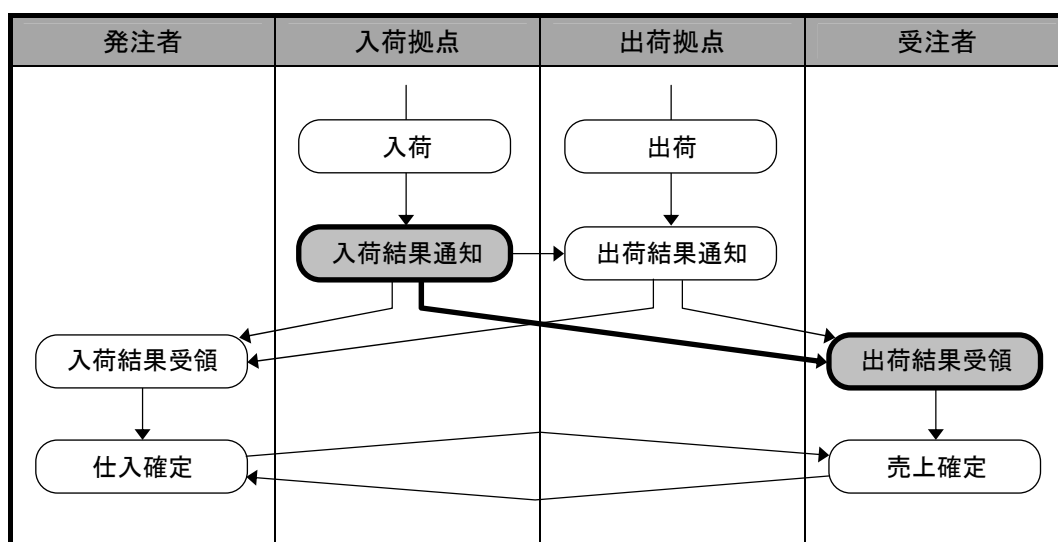 発注者
入荷拠点
出荷拠点
受注者
入荷
出荷
入荷結果通知
出荷結果通知
入荷結果受領
出荷結果受領
仕入確定
売上確定